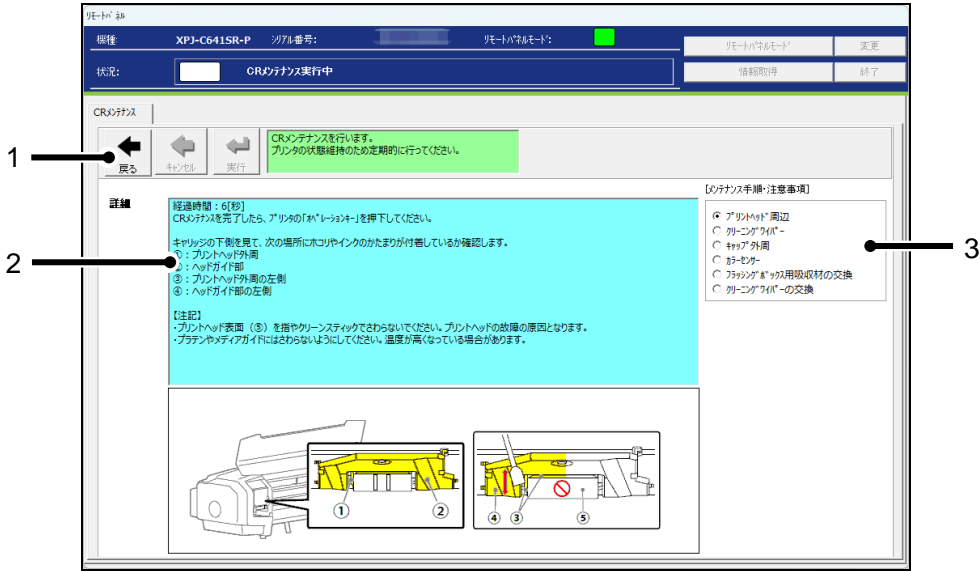 リモートパネル
機種: XPJ-C641SR-P シリアル番号: リモートパネルモード:
リモートパネルモード 変更
状況: CRメンテナンス実行中
情報取得 終了
CRメンテナンス
1
戻る キャンセル 実行
CRメンテナンスを行います。
プリンタの状態維持のため定期的に行ってください。
詳細
2
経過時間:6[秒]
CRメンテナンスを完了したら、プリンタの「オペレーションキー」を押下してください。
キャリッジの下側を見て、次の場所にホコリやインクのかたまりが付着しているか確認します。
①:プリントヘッド外周
②:ヘッドガイド部
③:プリントヘッド外周の左側
④:ヘッドガイド部の左側
【注記】
・プリントヘッド表面(⑤)を指やクリーンスティックでさわらないでください。プリントヘッドの故障の原因となります。
・プラテンやメディアガイドにはさわらないようにしてください。温度が高くなっている場合があります。
[メンテナンス手順・注意事項]
プリントヘッド周辺
クリーニングワイパー
キャップ外周
カラーセンサー
フラッシングボックス用吸収材の交換
クリーニングワイパーの交換
3
① ②
④ ③ ⑤